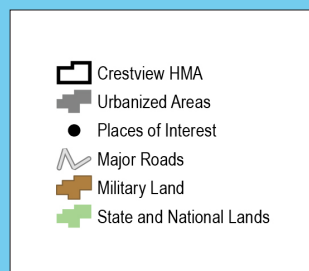 Crestview HMA
Urbanized Areas
Places of Interest
Major Roads
Military Land
State and National Lands